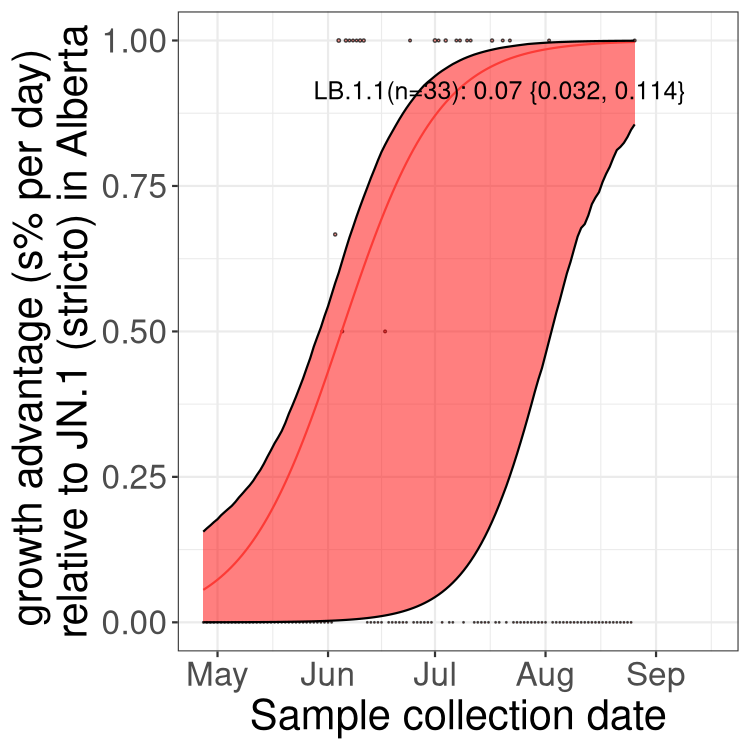 growth advantage (s% per day)
relative to JN.1 (stricto) in Alberta
1.00
0.75
0.50
0.25
0.00
LB.1.1(n=33): 0.07 {0.032, 0.114}
May Jun Jul Aug Sep
Sample collection date